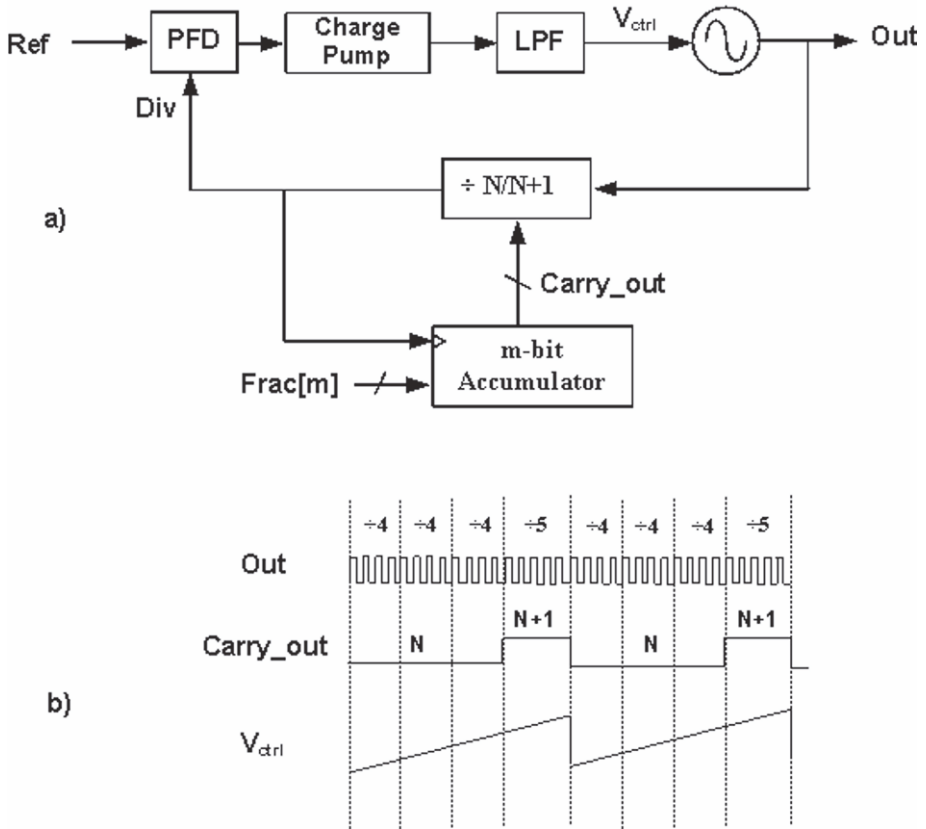 Ref
PFD
Charge
Pump
LPF
Vctrl
Out
Div
÷ N/N+1
a)
Carry_out
m-bit
Accumulator
Frac[m]
÷4 ÷4 ÷4 ÷5 ÷4 ÷4 ÷4 ÷5
Out
N+1 N+1
Carry_out N N
b)
Vctrl